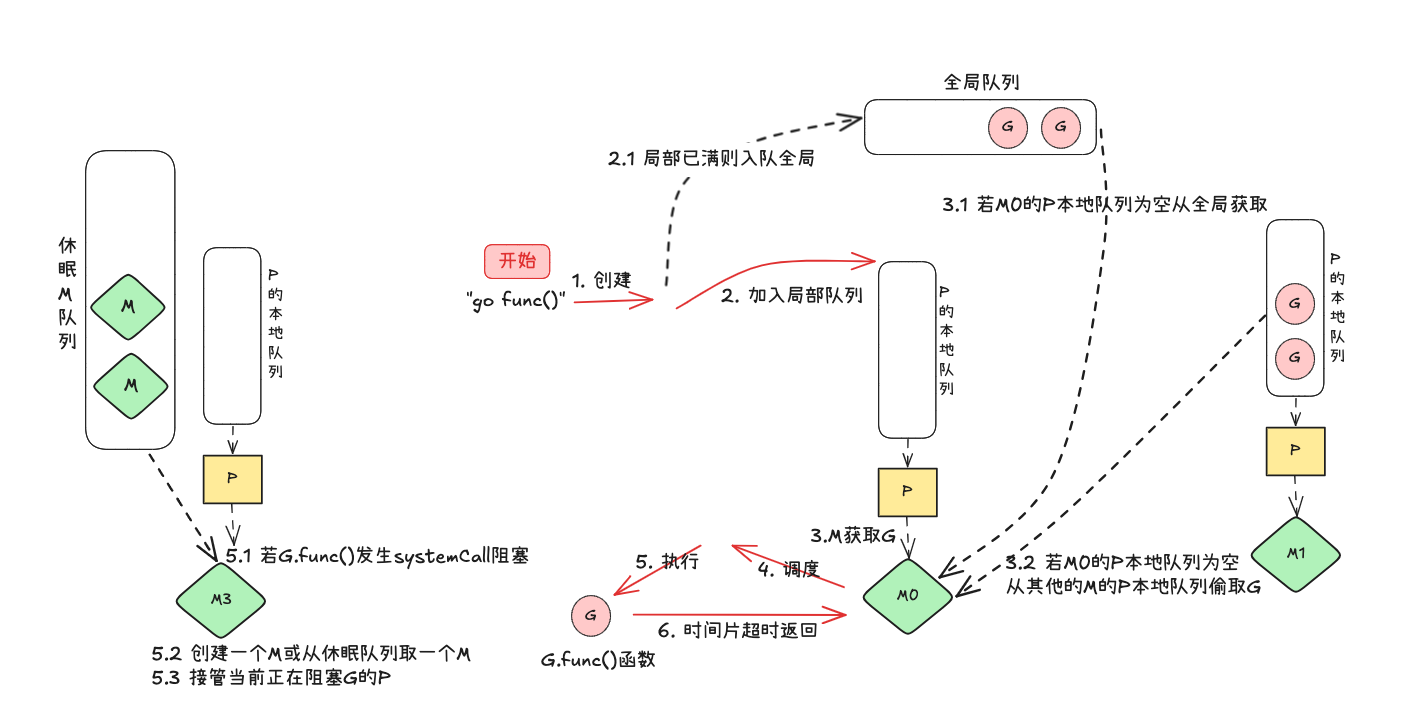 全局队列
G G
2.1 局部已满则入队全局
3.1 若M0的P本地队列为空从全局获取
休眠M队列
M
M
P的本地队列
P
开始
"go func()"
1. 创建
2. 加入局部队列
P的本地队列
P
P的本地队列
G
G
P
M1
3.M获取G
M0
3.2 若M0的P本地队列为空
从其他的M的P本地队列偷取G
4. 调度
5. 执行
G
6. 时间片超时返回
G.func()函数
5.1 若G.func()发生systemCall阻塞
M3
5.2 创建一个M或从休眠队列取一个M
5.3 接管当前正在阻塞G的P